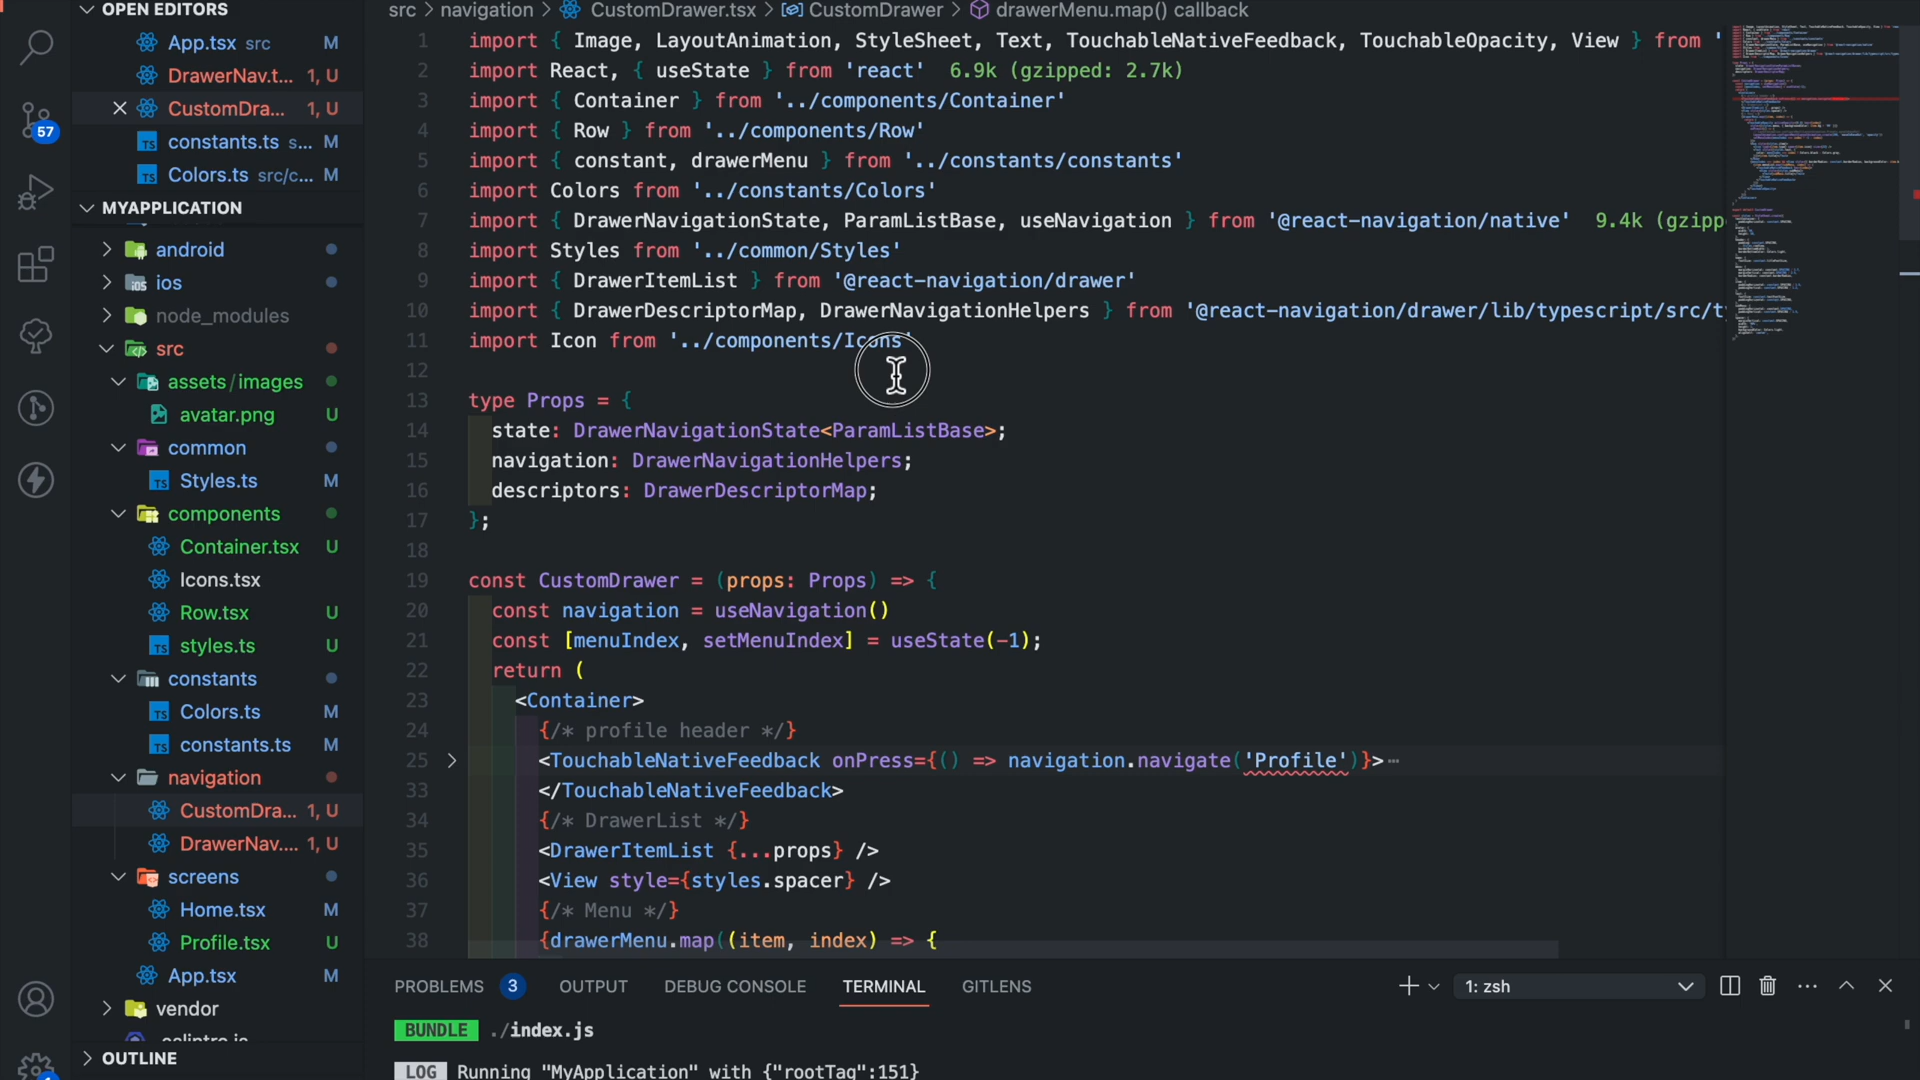 OPEN EDITORS
App.tsx src M
DrawerNav.t... 1, U
CustomDra... 1, U
constants.ts s... M
Colors.ts src/c... M
MYAPPLICATION
android
ios
node_modules
src
assets/images
avatar.png U
common
Styles.ts M
components
Container.tsx U
Icons.tsx
Row.tsx U
styles.ts U
constants
Colors.ts M
constants.ts M
navigation
CustomDra... 1, U
DrawerNav.... 1, U
screens
Home.tsx M
Profile.tsx U
App.tsx M
vendor
OUTLINE
57
src > navigation > CustomDrawer.tsx > CustomDrawer > drawerMenu.map() callback
1 import { Image, LayoutAnimation, StyleSheet, Text, TouchableNativeFeedback, TouchableOpacity, View } from '
2 import React, { useState } from 'react' 6.9k (gzipped: 2.7k)
3 import { Container } from '../components/Container'
4 import { Row } from '../components/Row'
5 import { constant, drawerMenu } from '../constants/constants'
6 import Colors from '../constants/Colors'
7 import { DrawerNavigationState, ParamListBase, useNavigation } from '@react-navigation/native' 9.4k (gzipp
8 import Styles from '../common/Styles'
9 import { DrawerItemList } from '@react-navigation/drawer'
10 import { DrawerDescriptorMap, DrawerNavigationHelpers } from '@react-navigation/drawer/lib/typescript/src/t
11 import Icon from '../components/Icons'
12
13 type Props = {
14 state: DrawerNavigationState<ParamListBase>;
15 navigation: DrawerNavigationHelpers;
16 descriptors: DrawerDescriptorMap;
17 };
18
19 const CustomDrawer = (props: Props) => {
20 const navigation = useNavigation()
21 const [menuIndex, setMenuIndex] = useState(-1);
22 return (
23 <Container>
24 {/* profile header */}
25 <TouchableNativeFeedback onPress={() => navigation.navigate('Profile')}>⋯
33 </TouchableNativeFeedback>
34 {/* DrawerList */}
35 <DrawerItemList {...props} />
36 <View style={styles.spacer} />
37 {/* Menu */}
38 {drawerMenu.map((item, index) => {
PROBLEMS 3 OUTPUT DEBUG CONSOLE TERMINAL GITLENS 1: zsh
BUNDLE ./index.js
LOG Running "MyApplication" with {"rootTag":151}